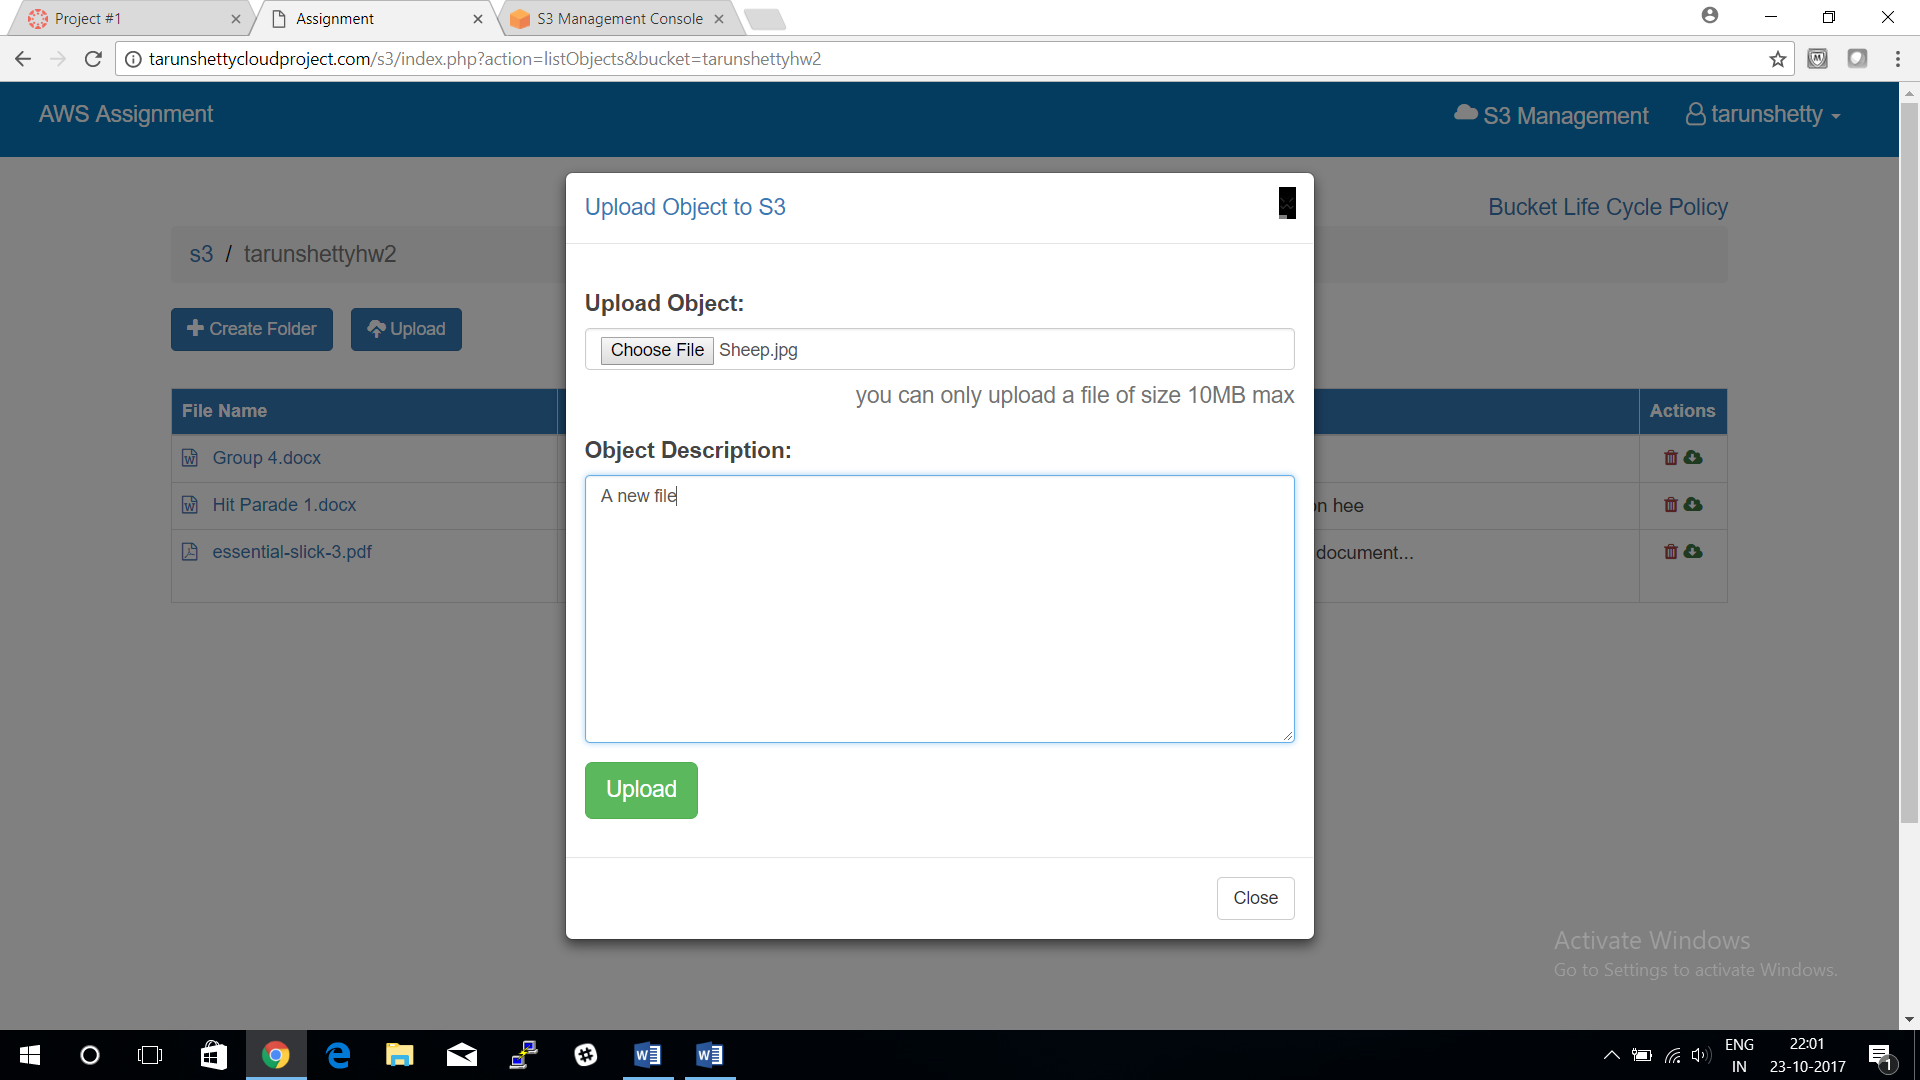 Project #1
Assignment
S3 Management Console
tarunshettycloudproject.com/s3/index.php?action=listObjects&bucket=tarunshettyhw2
AWS Assignment
S3 Management
tarunshetty
Upload Object to S3
Bucket Life Cycle Policy
s3 / tarunshettyhw2
Create Folder
Upload
Upload Object:
Choose File Sheep.jpg
you can only upload a file of size 10MB max
File Name
Actions
Group 4.docx
Hit Parade 1.docx
n hee
essential-slick-3.pdf
document...
Object Description:
A new file
Upload
Close
Activate Windows
Go to Settings to activate Windows.
ENG
IN
22:01
23-10-2017
1